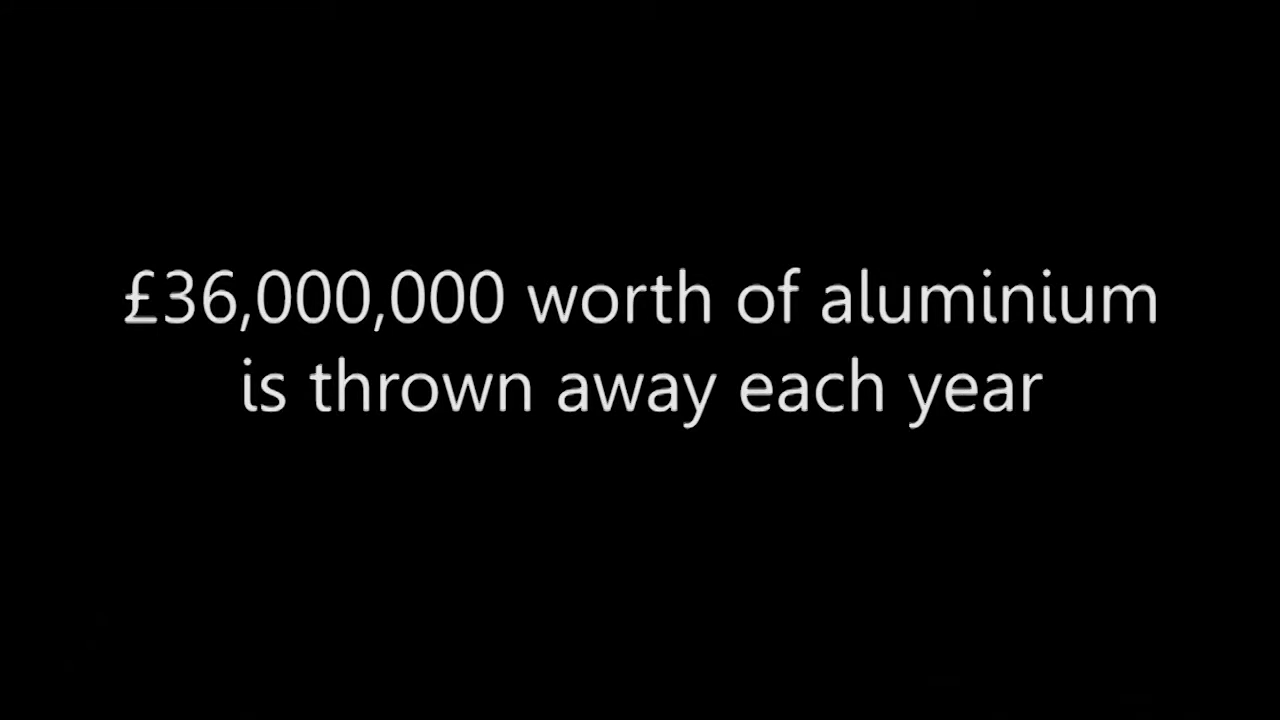 £36,000,000 worth of aluminium
is thrown away each year